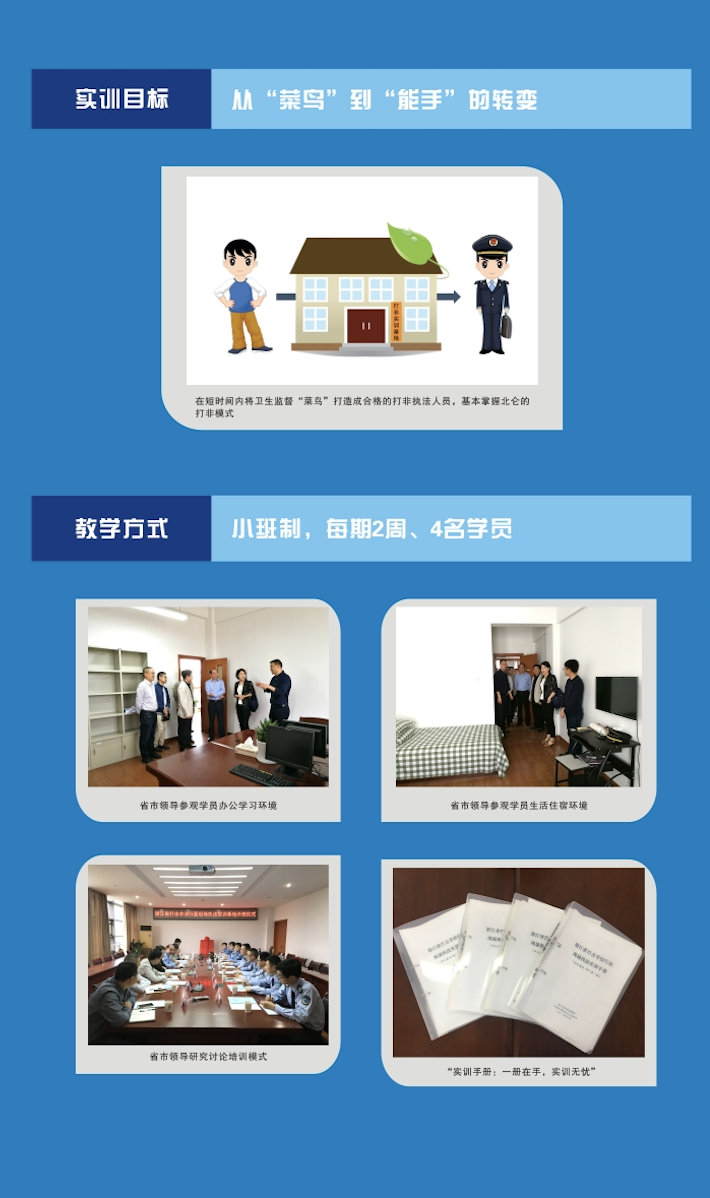 实训目标
从“菜鸟”到“能手”的转变
打非实训基地
在短时间内将卫生监督“菜鸟”打造成合格的打非执法人员，基本掌握北仑的
打非模式
教学方式
小班制，每期2周、4名学员
省市领导参观学员办公学习环境
省市领导参观学员生活住宿环境
省市领导研究讨论培训模式
“实训手册：一册在手，实训无忧”